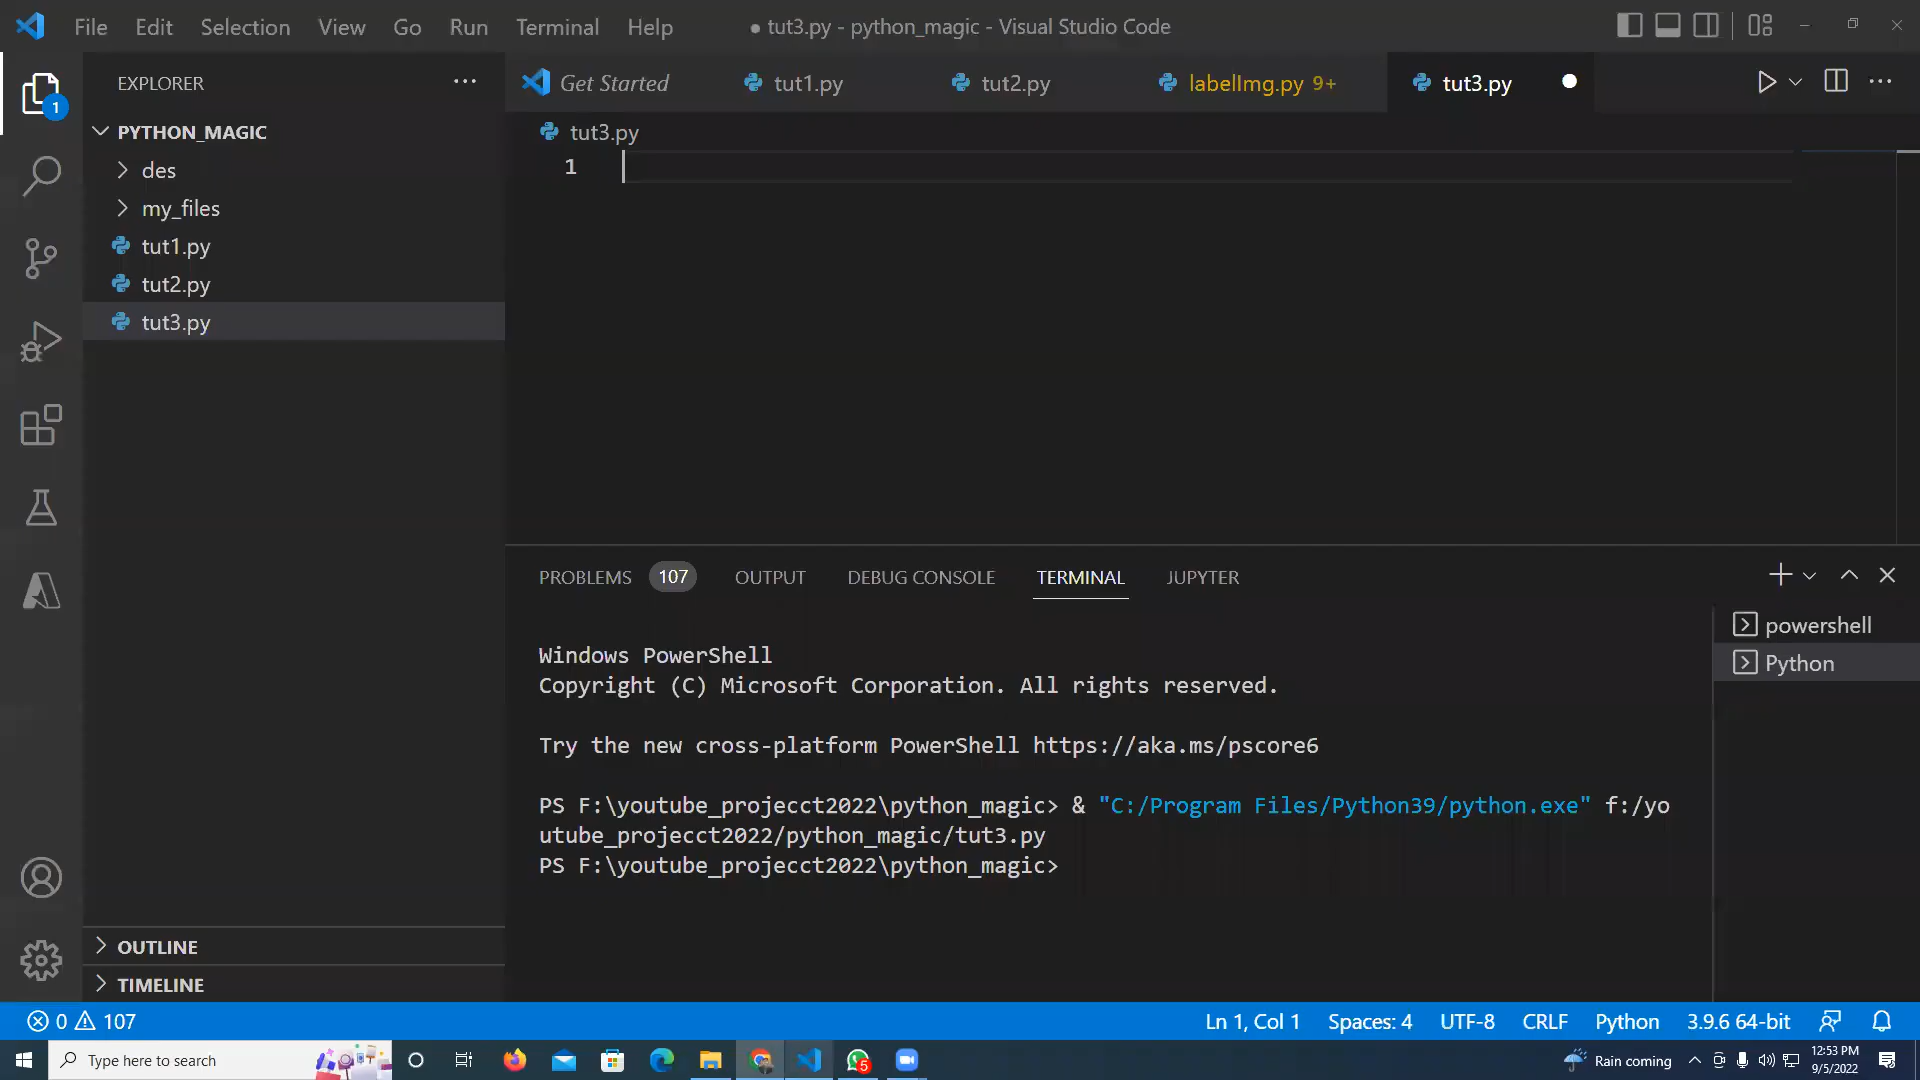 File Edit Selection View Go Run Terminal Help
● tut3.py - python_magic - Visual Studio Code
EXPLORER ···
Get Started tut1.py tut2.py labelImg.py 9+ tut3.py
1
PYTHON_MAGIC
des
my_files
tut1.py
tut2.py
tut3.py
tut3.py
1
PROBLEMS 107 OUTPUT DEBUG CONSOLE TERMINAL JUPYTER
Windows PowerShell
Copyright (C) Microsoft Corporation. All rights reserved.
Try the new cross-platform PowerShell https://aka.ms/pscore6
PS F:\youtube_projecct2022\python_magic> & "C:/Program Files/Python39/python.exe" f:/yo
utube_projecct2022/python_magic/tut3.py
PS F:\youtube_projecct2022\python_magic>
powershell
Python
OUTLINE
TIMELINE
0 107
Ln 1, Col 1 Spaces: 4 UTF-8 CRLF Python 3.9.6 64-bit
Type here to search
5
Rain coming
12:53 PM
9/5/2022